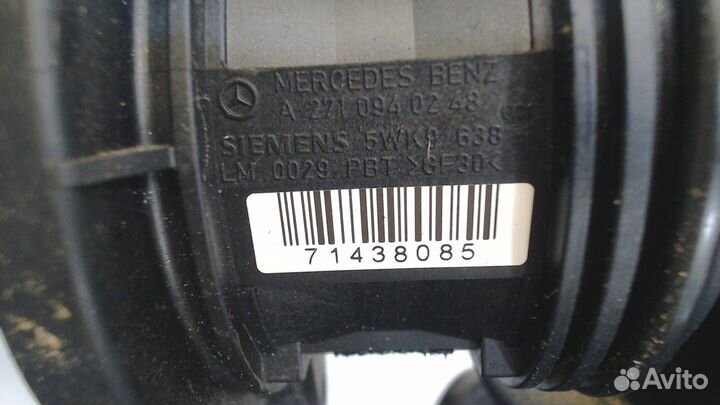 MERCEDES BENZ
A 271 094 02 48
SIEMENS 5WK9 638
LM 0029 PBT >GF30<
71438085
Avito